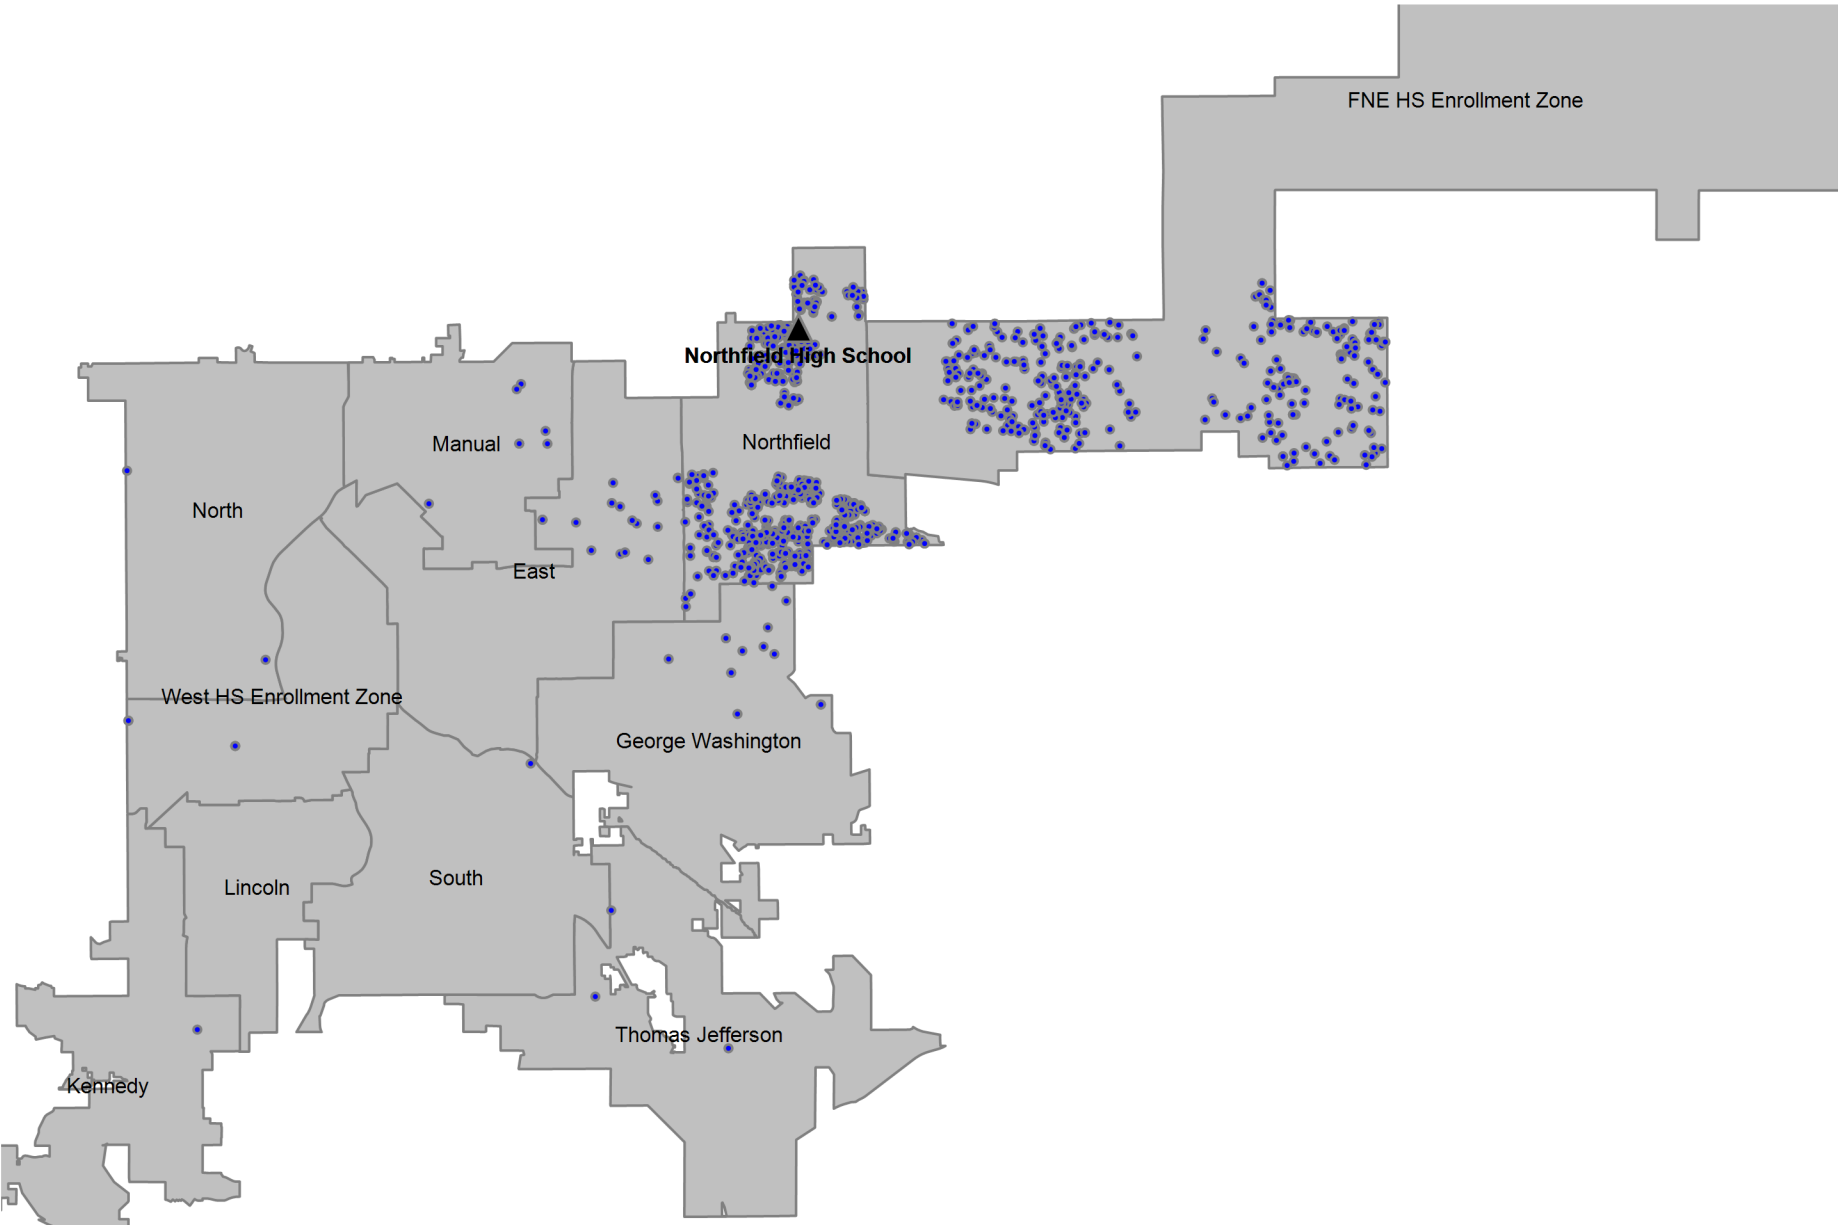 FNE HS Enrollment Zone
Northfield High School
Northfield
Manual
North
East
West HS Enrollment Zone
George Washington
South
Lincoln
Thomas Jefferson
Kennedy